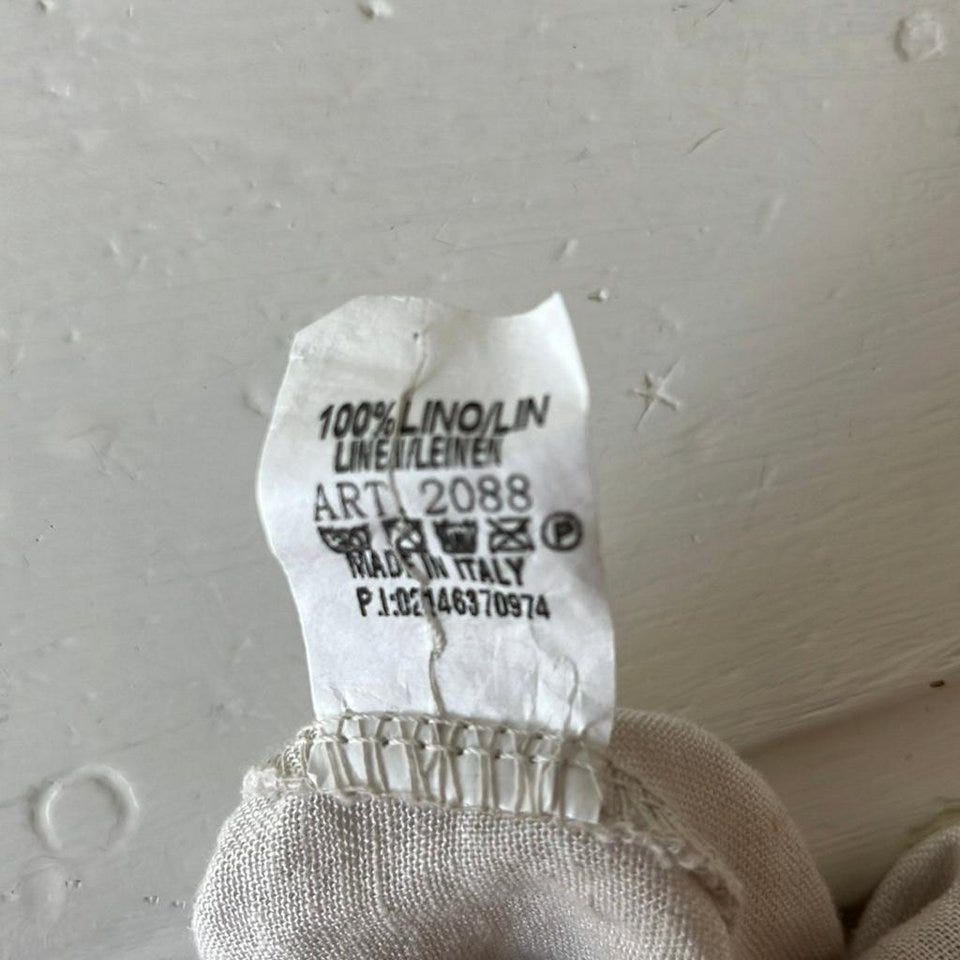 100% LINO/LIN
LINEN/LEINEN
ART. 2088
P
MADE IN ITALY
P.I:02146370974